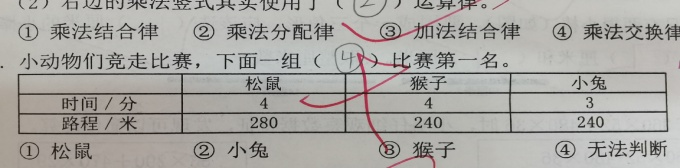 (2) 右边的乘法竖式其实使用了（②）运算律。
① 乘法结合律 ② 乘法分配律 ③ 加法结合律 ④ 乘法交换律
. 小动物们竞走比赛，下面一组（④）比赛第一名。
松鼠 猴子 小兔
时间/分 4 4 3
路程/米 280 240 240
① 松鼠 ② 小兔 ③ 猴子 ④ 无法判断